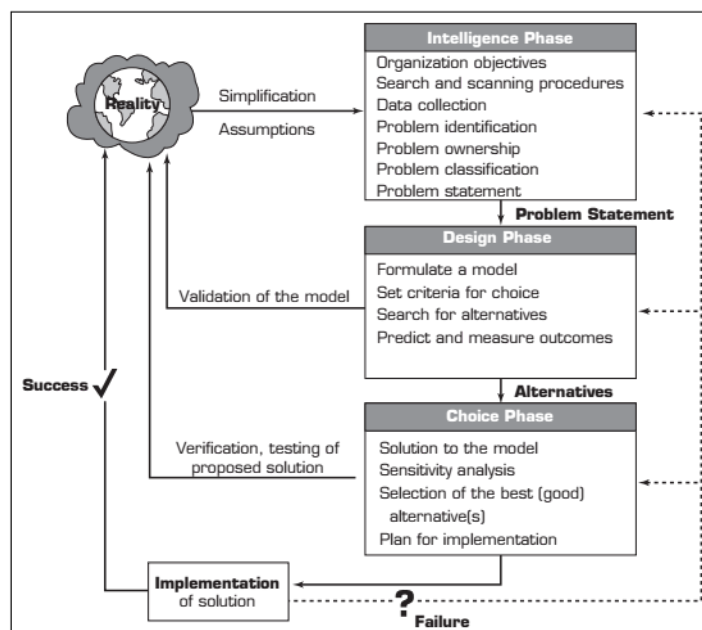 Intelligence Phase
Organization objectives
Search and scanning procedures
Data collection
Problem identification
Problem ownership
Problem classification
Problem statement
Reality
Simplification
Assumptions
Problem Statement
Design Phase
Formulate a model
Set criteria for choice
Search for alternatives
Predict and measure outcomes
Validation of the model
Success
Alternatives
Choice Phase
Solution to the model
Sensitivity analysis
Selection of the best (good)
alternative(s)
Plan for implementation
Verification, testing of
proposed solution
Implementation
of solution
?
Failure